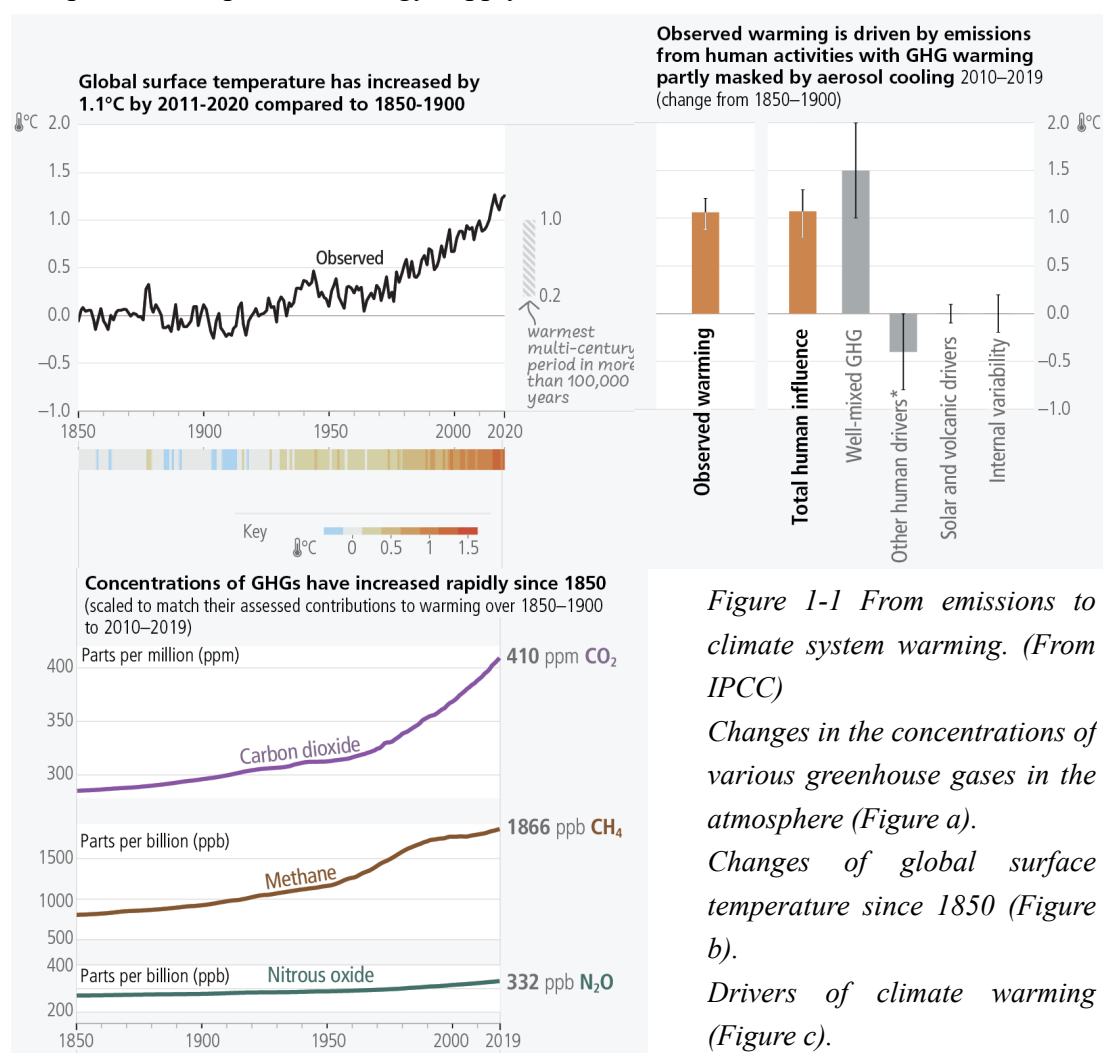 Observed warming is driven by emissions
from human activities with GHG warming
partly masked by aerosol cooling 2010–2019
(change from 1850–1900)
Global surface temperature has increased by
1.1°C by 2011-2020 compared to 1850-1900
°C 2.0
1.5
1.0
0.5
0.0
−0.5
−1.0
Observed
1.0
0.2
warmest
multi-century
period in more
than 100,000
years
1850
1900
1950
2000
2020
Key
°C
0
0.5
1
1.5
2.0 °C
1.5
1.0
0.5
0.0
−0.5
−1.0
Observed warming
Total human influence
Well-mixed GHG
Other human drivers*
Solar and volcanic drivers
Internal variability
Concentrations of GHGs have increased rapidly since 1850
(scaled to match their assessed contributions to warming over 1850–1900
to 2010–2019)
Parts per million (ppm)
400
350
300
Carbon dioxide
410 ppm CO₂
Parts per billion (ppb)
1500
1000
500
Methane
1866 ppb CH₄
400
200
Parts per billion (ppb)
Nitrous oxide
332 ppb N₂O
1850
1900
1950
2000
2019
Figure 1-1 From emissions to
climate system warming. (From
IPCC)
Changes in the concentrations of
various greenhouse gases in the
atmosphere (Figure a).
Changes of global surface
temperature since 1850 (Figure
b).
Drivers of climate warming
(Figure c).